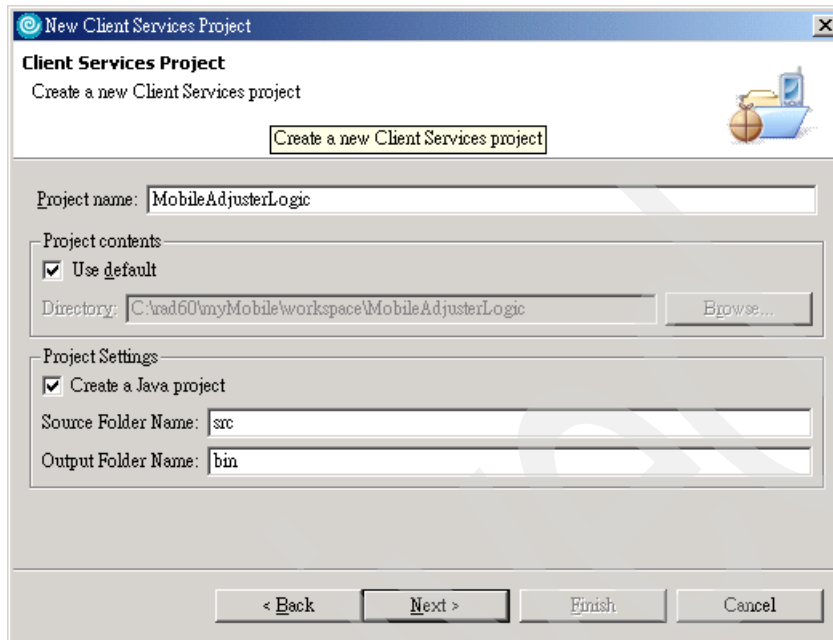 New Client Services Project
Client Services Project
Create a new Client Services project
Create a new Client Services project
Project name: MobileAdjusterLogic
Project contents
Use default
Directory: C:\rad60\myMobile\workspace\MobileAdjusterLogic Browse...
Project Settings
Create a Java project
Source Folder Name: src
Output Folder Name: bin
< Back Next > Finish Cancel